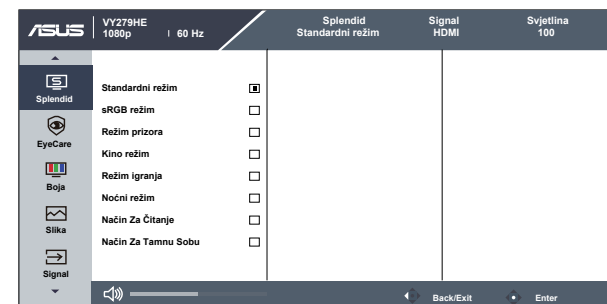 ASUS
VY279HE
1080p | 60 Hz
Splendid
Standardni režim
Signal
HDMI
Svjetlina
100
Splendid
EyeCare
Boja
Slika
Signal
Standardni režim
sRGB režim
Režim prizora
Kino režim
Režim igranja
Noćni režim
Način Za Čitanje
Način Za Tamnu Sobu
Back/Exit
Enter